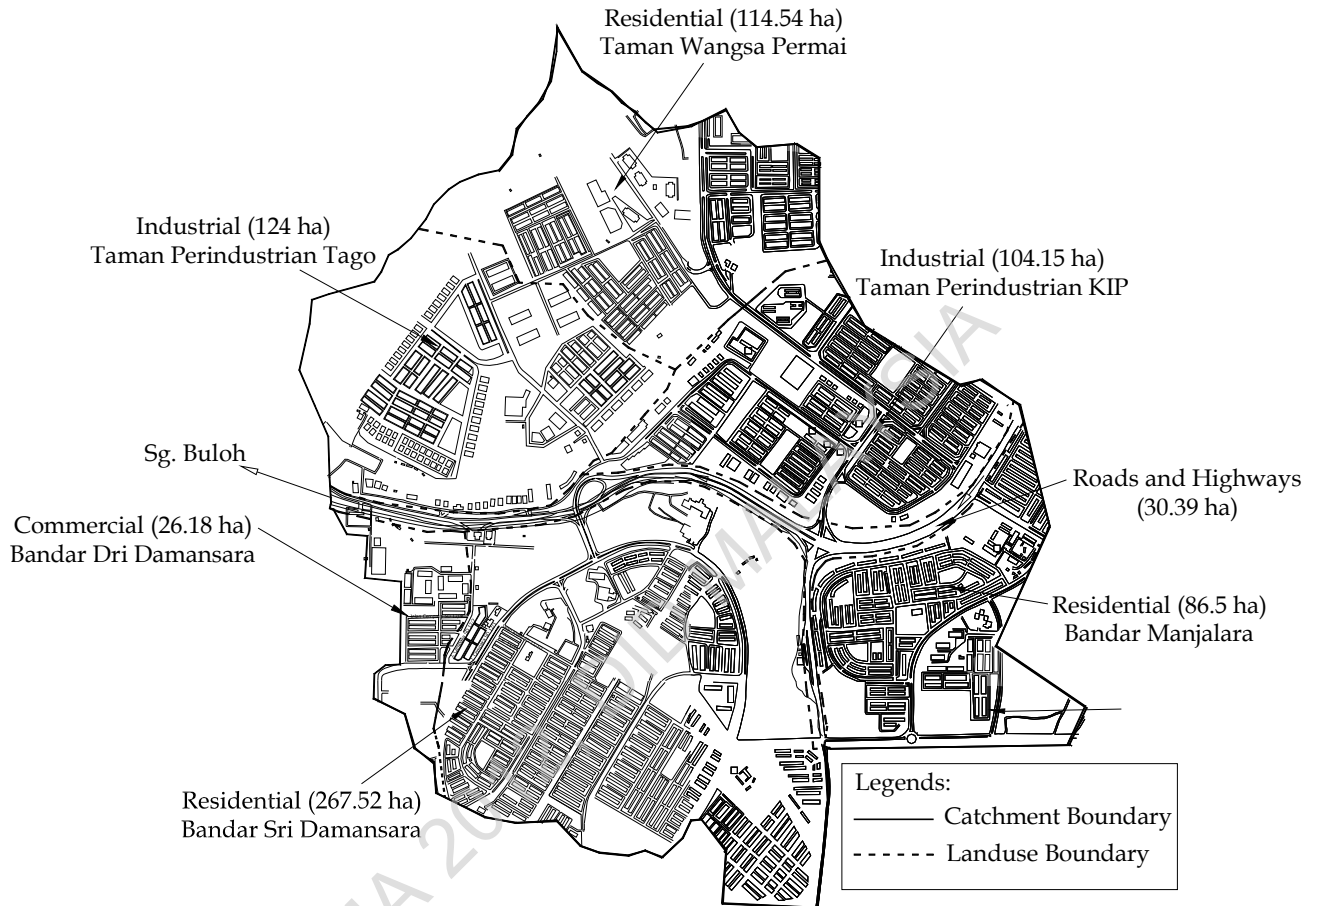 Residential (114.54 ha)
Taman Wangsa Permai
Industrial (124 ha)
Taman Perindustrian Tago
Industrial (104.15 ha)
Taman Perindustrian KIP
Sg. Buloh
Roads and Highways
(30.39 ha)
Commercial (26.18 ha)
Bandar Dri Damansara
Residential (86.5 ha)
Bandar Manjalara
Residential (267.52 ha)
Bandar Sri Damansara
Legends:
Catchment Boundary
Landuse Boundary